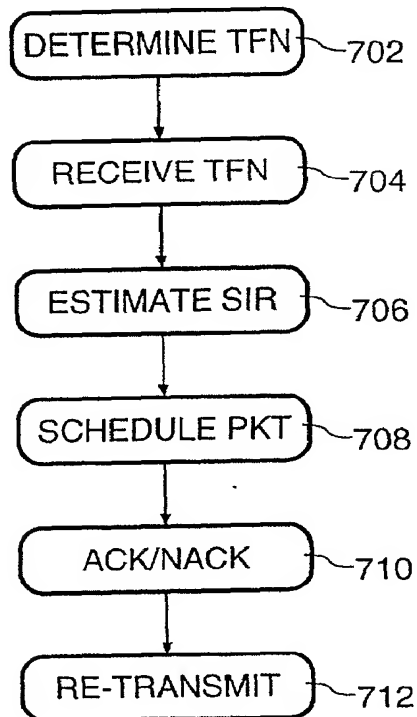 DETERMINE TFN 702
RECEIVE TFN 704
ESTIMATE SIR 706
SCHEDULE PKT 708
ACK/NACK 710
RE-TRANSMIT 712